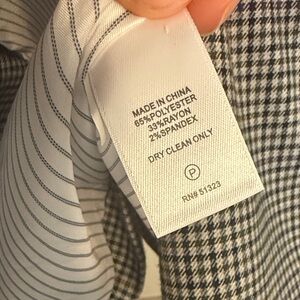 MADE IN CHINA
65%POLYESTER
33%RAYON
2%SPANDEX
DRY CLEAN ONLY
P
RN# 51323